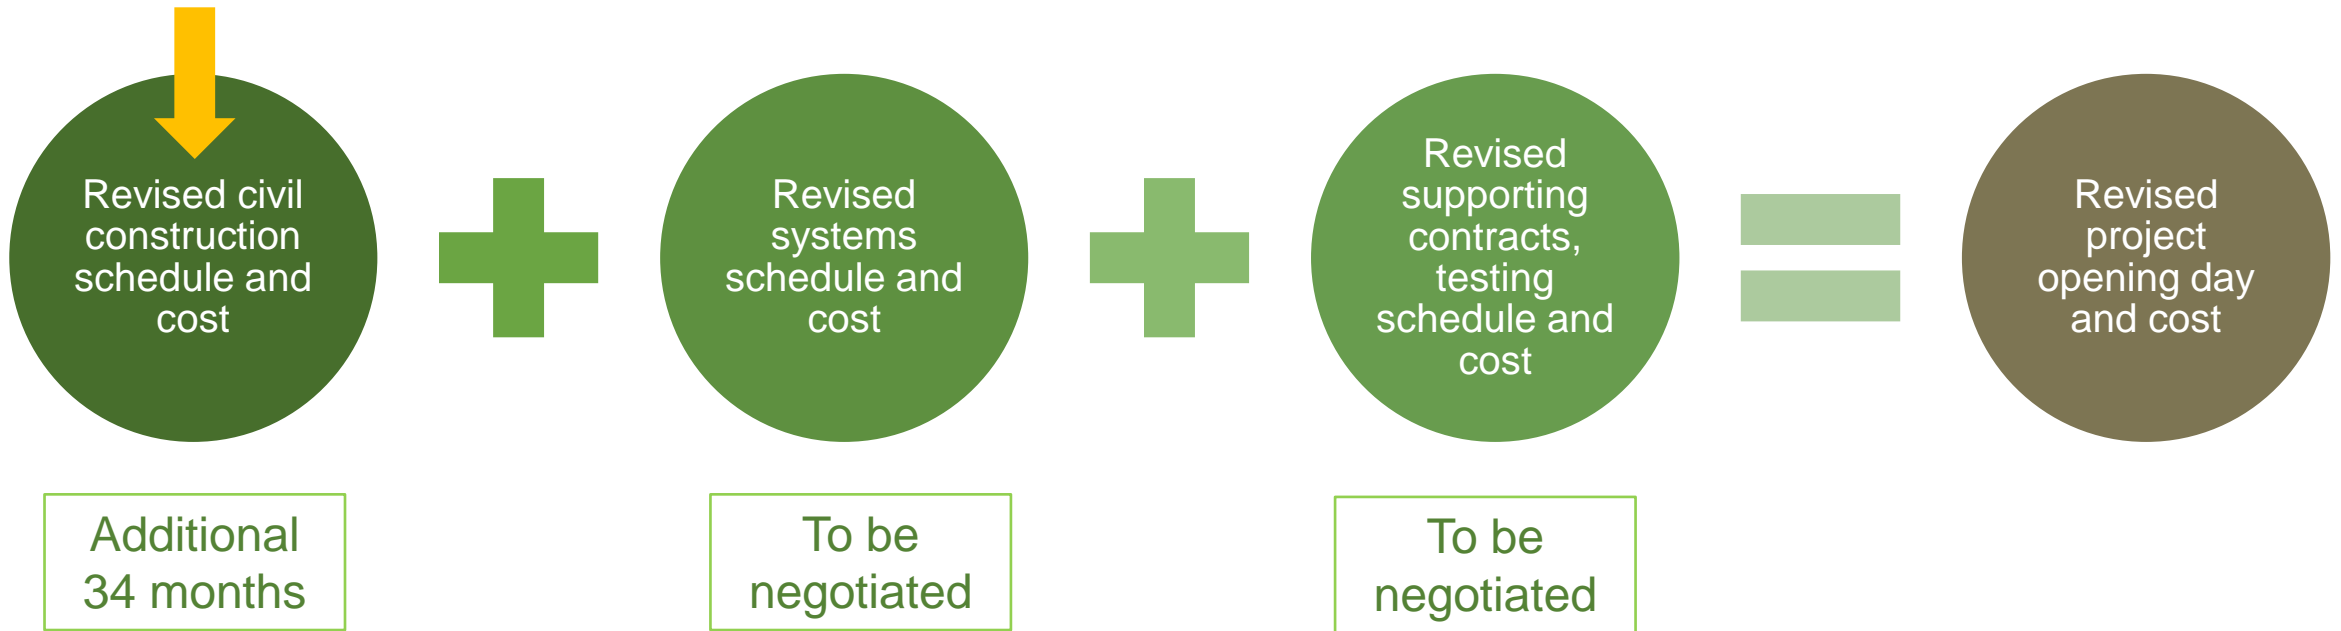 Revised civil
construction
schedule and
cost
Revised
systems
schedule and
cost
Revised
supporting
contracts,
testing
schedule and
cost
Revised
project
opening day
and cost
Additional
34 months
To be
negotiated
To be
negotiated